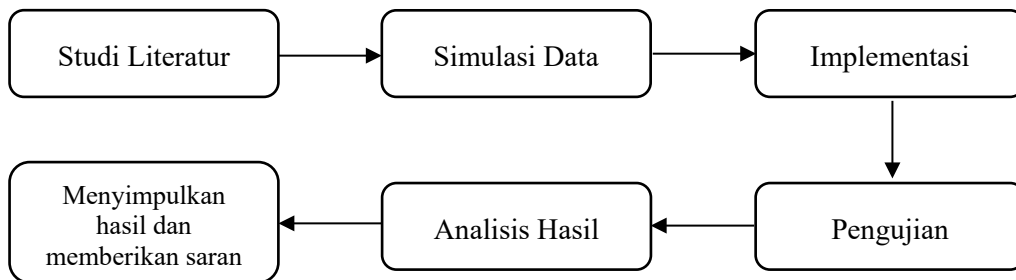 Studi Literatur
Simulasi Data
Implementasi
Pengujian
Analisis Hasil
Menyimpulkan
hasil dan
memberikan saran